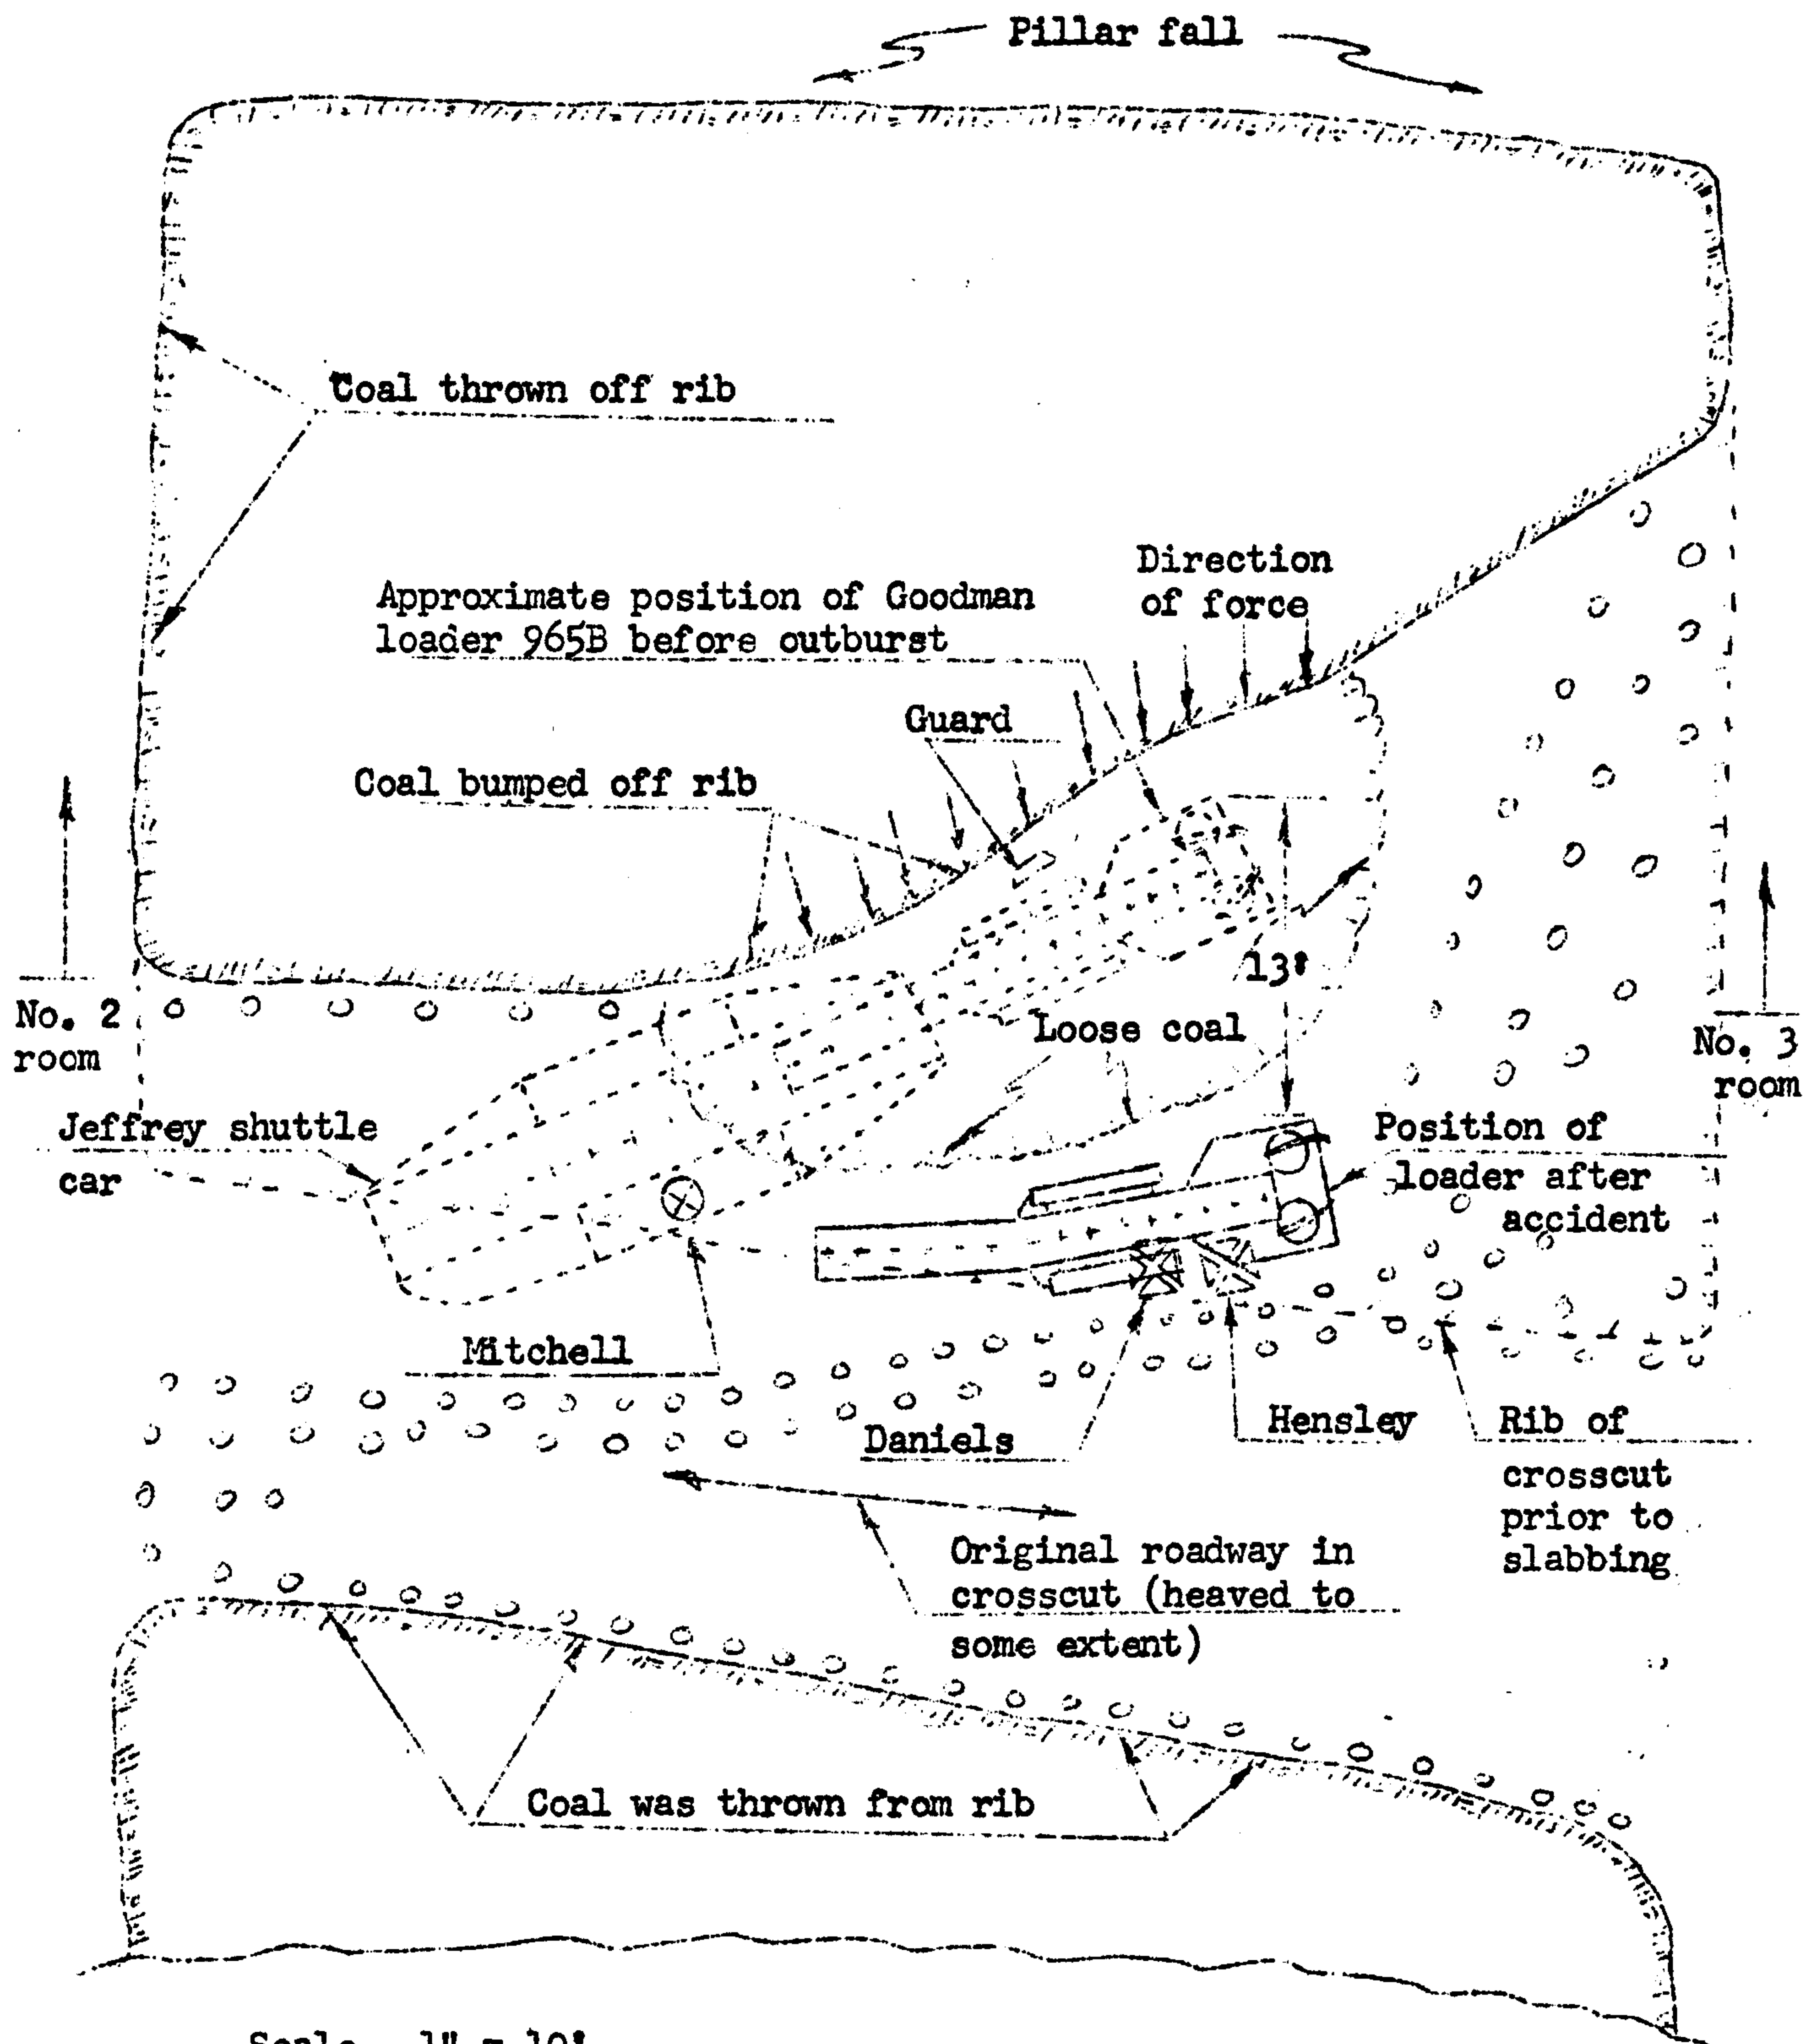 Pillar fall
Coal thrown off rib
Direction
of force
Approximate position of Goodman
loader 965B before outburst
Guard
Coal bumped off rib
13'
No. 2
room
Loose coal
No. 3
room
Jeffrey shuttle
car
Position of
loader after
accident
Mitchell
Daniels
Hensley
Rib of
crosscut
prior to
slabbing
Original roadway in
crosscut (heaved to
some extent)
Coal was thrown from rib
Scale 1" = 10'